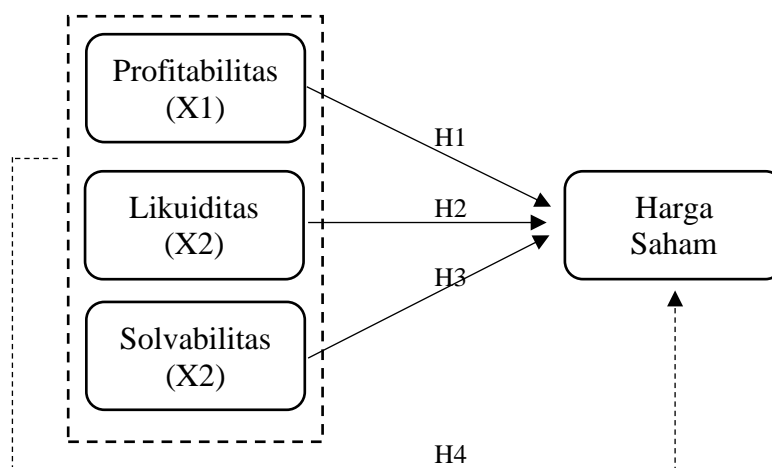 Profitabilitas
(X1)
H1
Likuiditas
(X2)
H2
Harga
Saham
H3
Solvabilitas
(X2)
H4